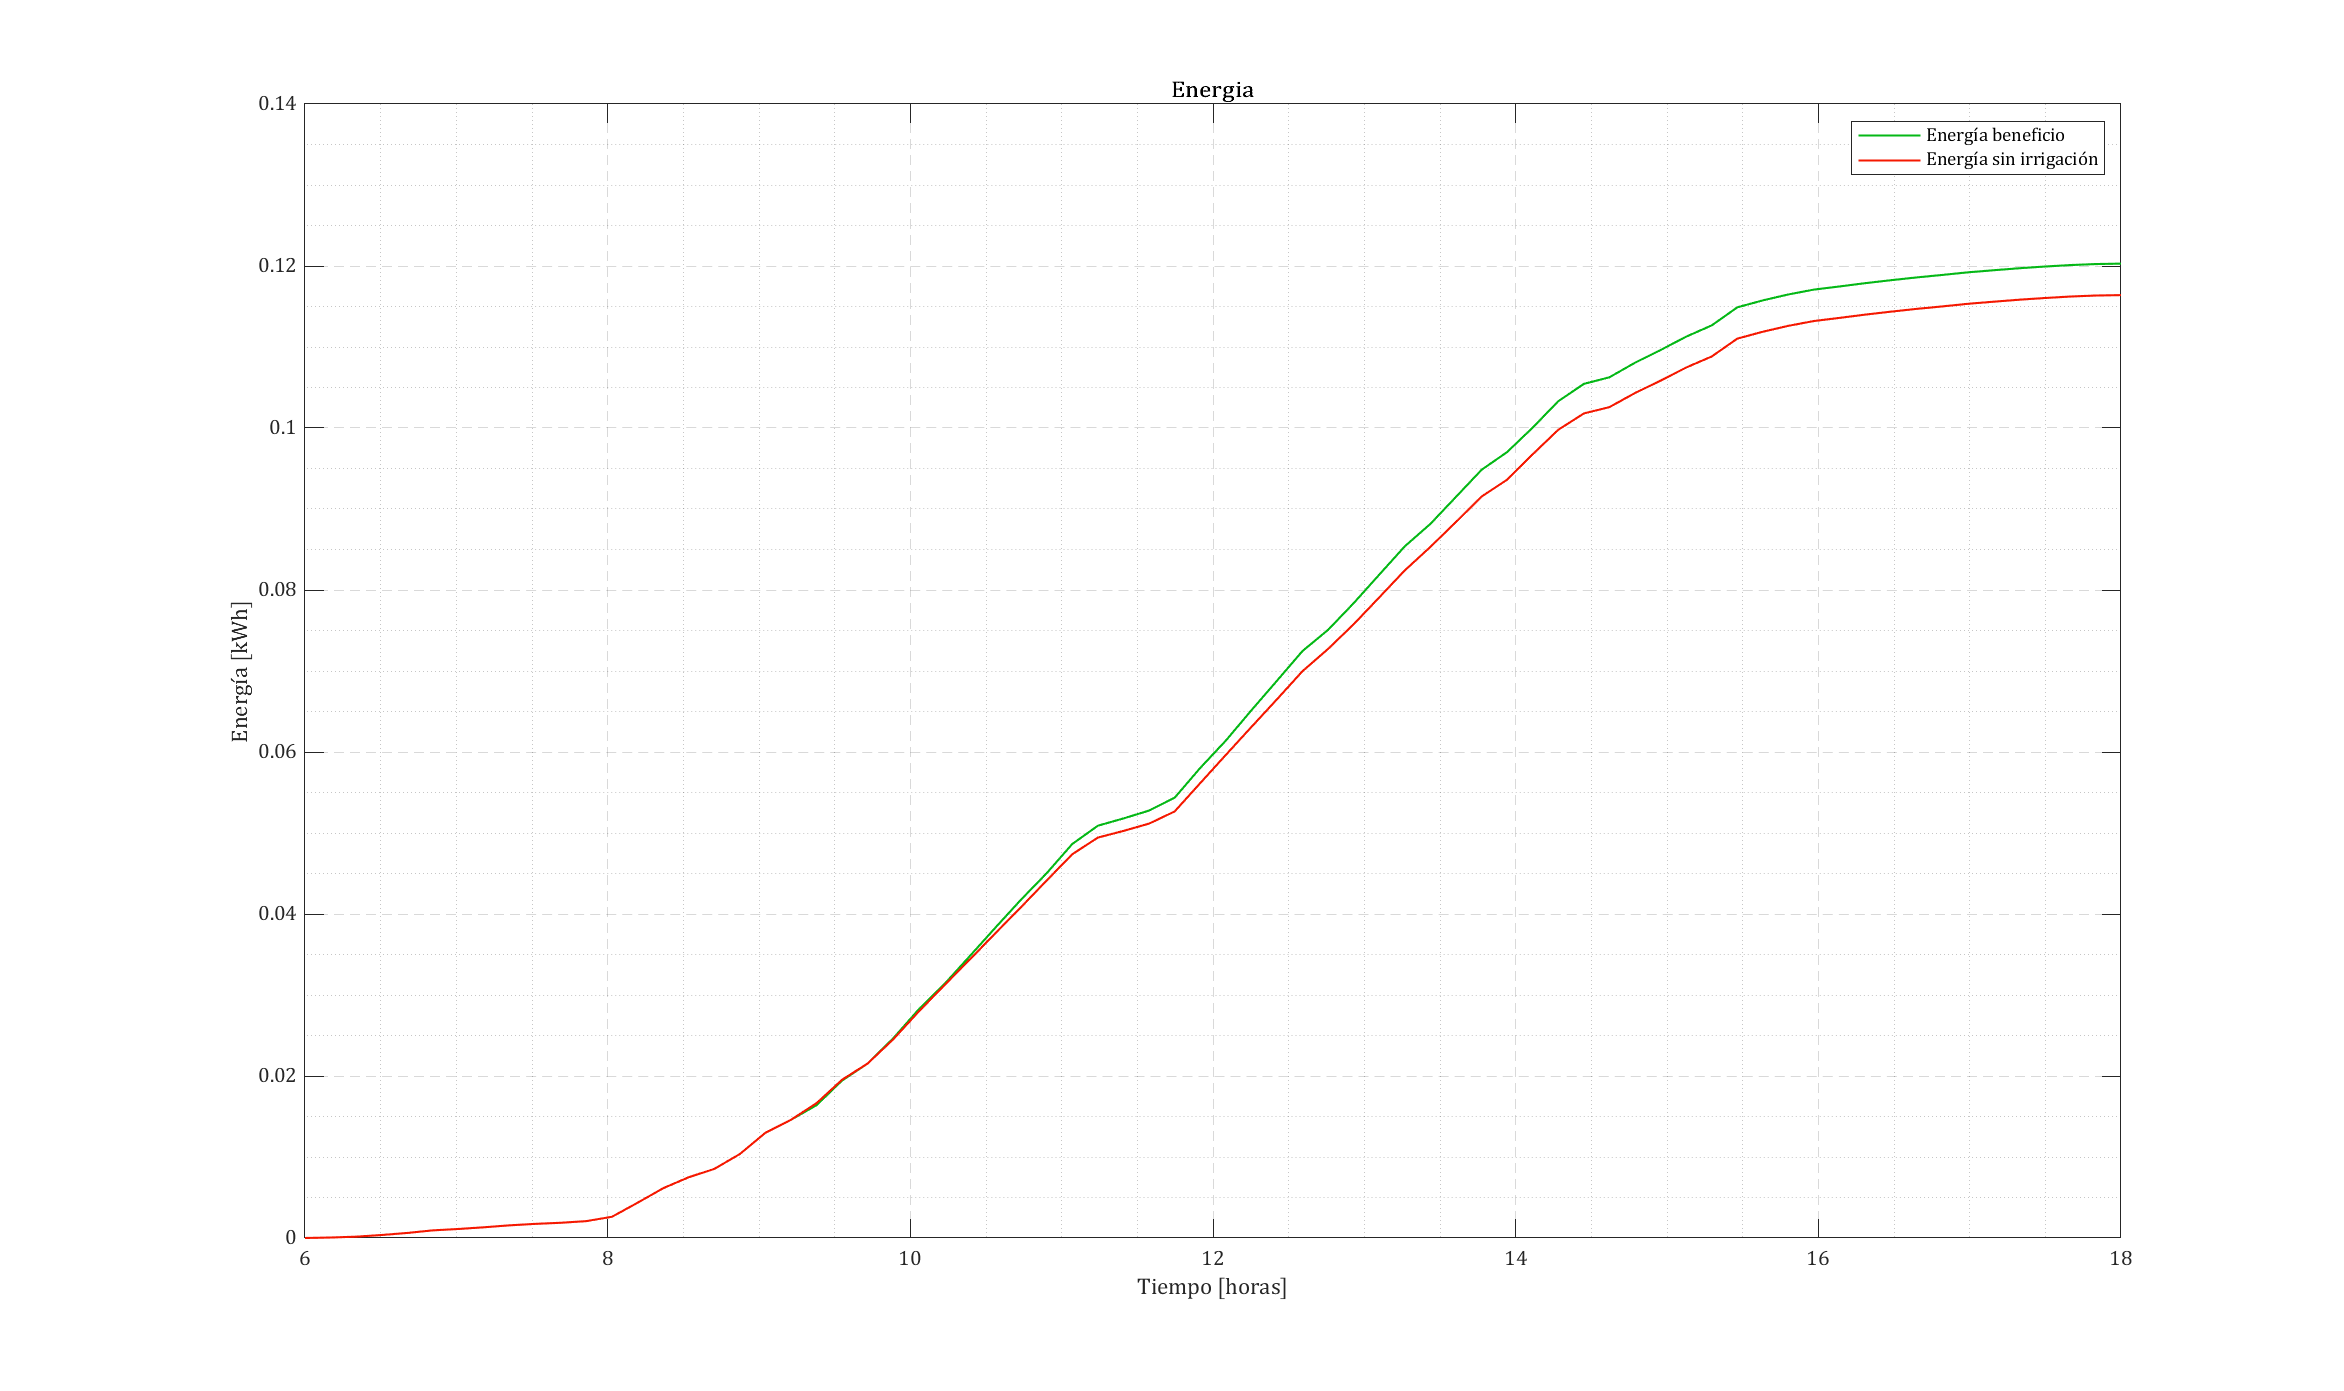 Energia
0.14
0.12
0.1
0.08
0.06
0.04
0.02
0
Energía [kWh]
Energía beneficio
Energía sin irrigación
6 8 10 12 14 16 18
Tiempo [horas]